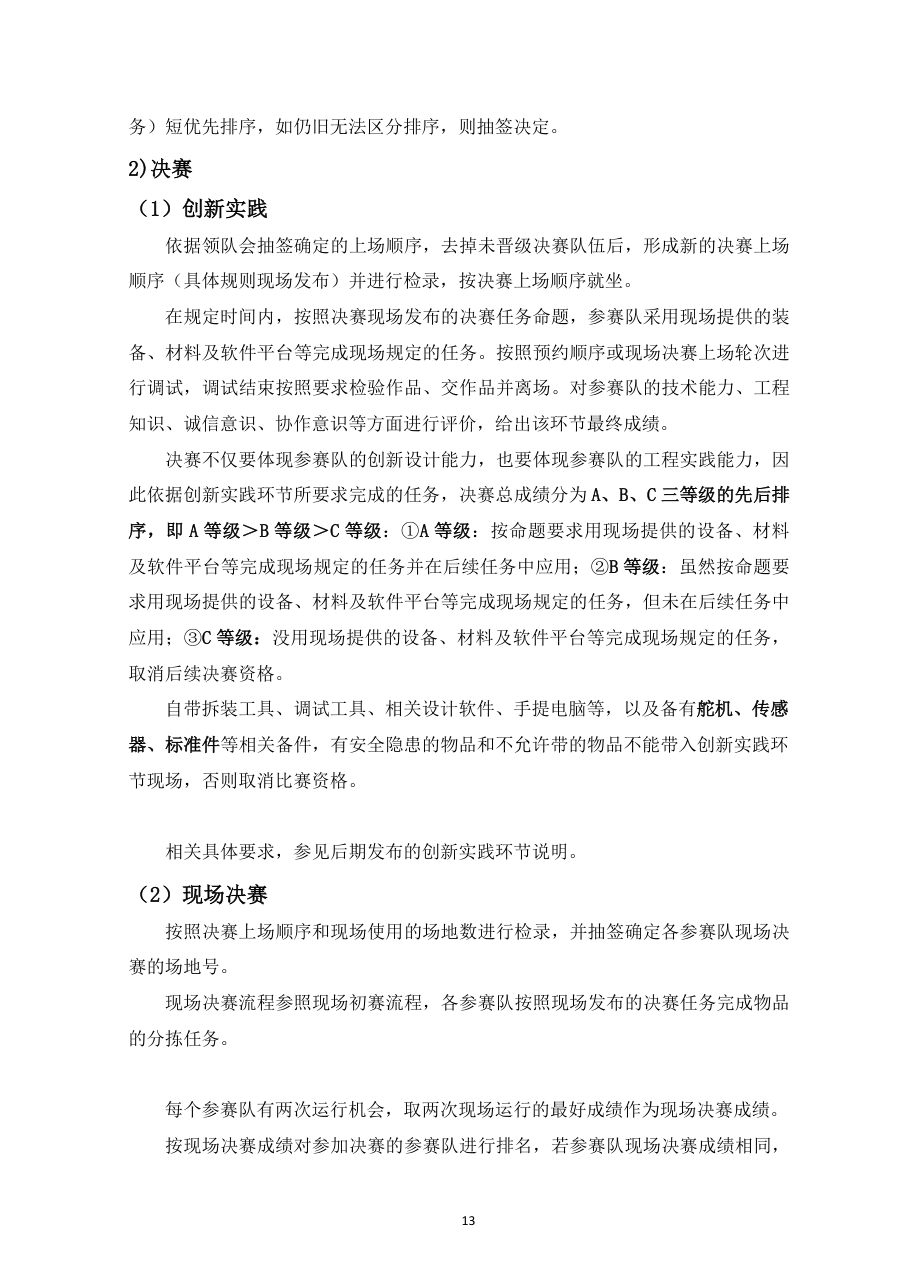 务）短优先排序，如仍旧无法区分排序，则抽签决定。
2)决赛
（1）创新实践
依据领队会抽签确定的上场顺序，去掉未晋级决赛队伍后，形成新的决赛上场
顺序（具体规则现场发布）并进行检录，按决赛上场顺序就坐。
在规定时间内，按照决赛现场发布的决赛任务命题，参赛队采用现场提供的装
备、材料及软件平台等完成现场规定的任务。按照预约顺序或现场决赛上场轮次进
行调试，调试结束按照要求检验作品、交作品并离场。对参赛队的技术能力、工程
知识、诚信意识、协作意识等方面进行评价，给出该环节最终成绩。
决赛不仅要体现参赛队的创新设计能力，也要体现参赛队的工程实践能力，因
此依据创新实践环节所要求完成的任务，决赛总成绩分为 A、B、C 三等级的先后排
序，即 A 等级＞B 等级＞C 等级：①A 等级：按命题要求用现场提供的设备、材料
及软件平台等完成现场规定的任务并在后续任务中应用；②B 等级：虽然按命题要
求用现场提供的设备、材料及软件平台等完成现场规定的任务，但未在后续任务中
应用；③C 等级：没用现场提供的设备、材料及软件平台等完成现场规定的任务，
取消后续决赛资格。
自带拆装工具、调试工具、相关设计软件、手提电脑等，以及备有舵机、传感
器、标准件等相关备件，有安全隐患的物品和不允许带的物品不能带入创新实践环
节现场，否则取消比赛资格。
相关具体要求，参见后期发布的创新实践环节说明。
（2）现场决赛
按照决赛上场顺序和现场使用的场地数进行检录，并抽签确定各参赛队现场决
赛的场地号。
现场决赛流程参照现场初赛流程，各参赛队按照现场发布的决赛任务完成物品
的分拣任务。
每个参赛队有两次运行机会，取两次现场运行的最好成绩作为现场决赛成绩。
按现场决赛成绩对参加决赛的参赛队进行排名，若参赛队现场决赛成绩相同，
13